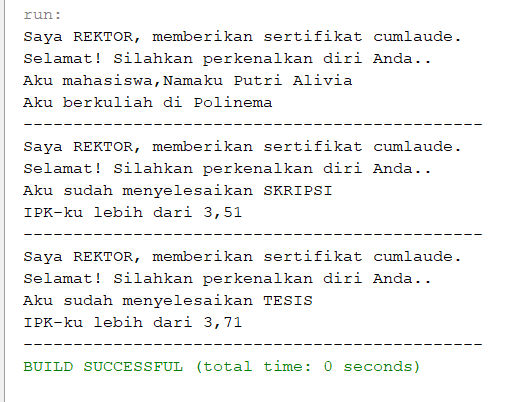 run:
Saya REKTOR, memberikan sertifikat cumlaude.
Selamat! Silahkan perkenalkan diri Anda..
Aku mahasiswa,Namaku Putri Alivia
Aku berkuliah di Polinema
----------------------------------------------
Saya REKTOR, memberikan sertifikat cumlaude.
Selamat! Silahkan perkenalkan diri Anda..
Aku sudah menyelesaikan SKRIPSI
IPK-ku lebih dari 3,51
----------------------------------------------
Saya REKTOR, memberikan sertifikat cumlaude.
Selamat! Silahkan perkenalkan diri Anda..
Aku sudah menyelesaikan TESIS
IPK-ku lebih dari 3,71
----------------------------------------------
BUILD SUCCESSFUL (total time: 0 seconds)